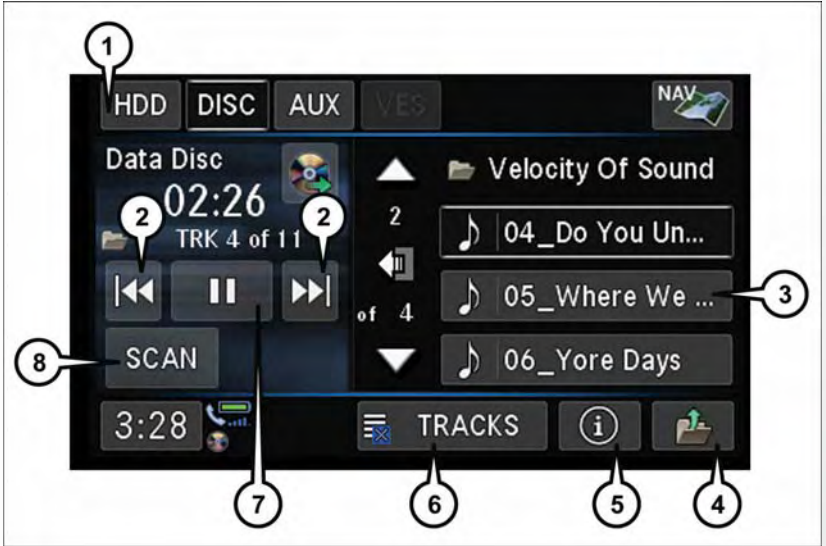 1
HDD DISC AUX VES NAV
Data Disc
02:26
TRK 4 of 11
2 2
SCAN
8
2
of 4
Velocity Of Sound
04_Do You Un...
05_Where We ...
06_Yore Days
3
3:28 TRACKS i
7 6 5 4